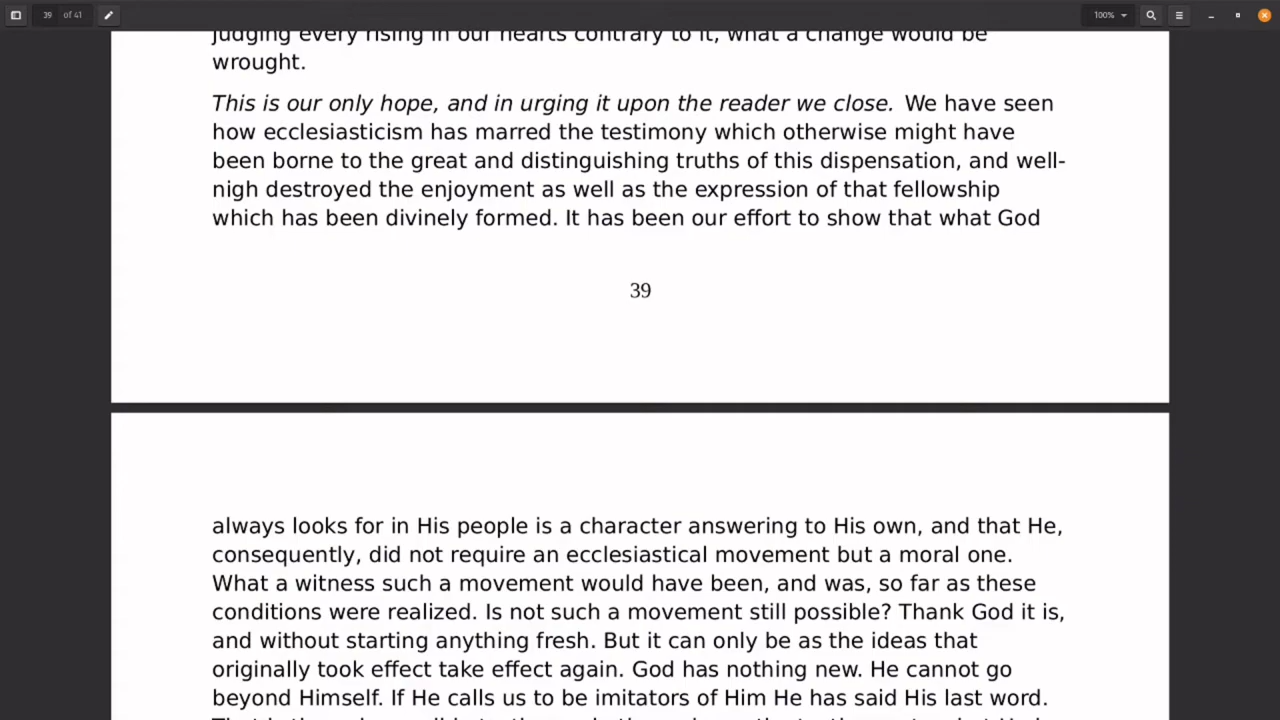 39 of 41
100%
judging every rising in our hearts contrary to it, what a change would be
wrought.
This is our only hope, and in urging it upon the reader we close. We have seen
how ecclesiasticism has marred the testimony which otherwise might have
been borne to the great and distinguishing truths of this dispensation, and well-
nigh destroyed the enjoyment as well as the expression of that fellowship
which has been divinely formed. It has been our effort to show that what God
39
always looks for in His people is a character answering to His own, and that He,
consequently, did not require an ecclesiastical movement but a moral one.
What a witness such a movement would have been, and was, so far as these
conditions were realized. Is not such a movement still possible? Thank God it is,
and without starting anything fresh. But it can only be as the ideas that
originally took effect take effect again. God has nothing new. He cannot go
beyond Himself. If He calls us to be imitators of Him He has said His last word.